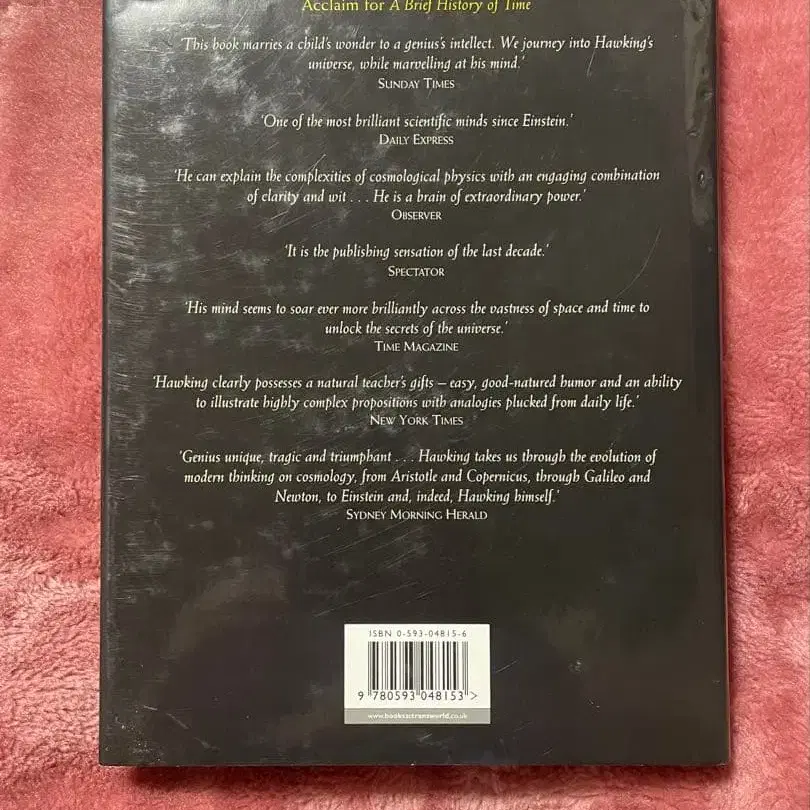 Acclaim for A Brief History of Time
'This book marries a child's wonder to a genius's intellect. We journey into Hawking's
universe, while marvelling at his mind.'
SUNDAY TIMES
'One of the most brilliant scientific minds since Einstein.'
DAILY EXPRESS
'He can explain the complexities of cosmological physics with an engaging combination
of clarity and wit . . . He is a brain of extraordinary power.'
OBSERVER
'It is the publishing sensation of the last decade.'
SPECTATOR
'His mind seems to soar ever more brilliantly across the vastness of space and time to
unlock the secrets of the universe.'
TIME MAGAZINE
'Hawking clearly possesses a natural teacher's gifts – easy, good-natured humor and an ability
to illustrate highly complex propositions with analogies plucked from daily life.'
NEW YORK TIMES
'Genius unique, tragic and triumphant . . . Hawking takes us through the evolution of
modern thinking on cosmology, from Aristotle and Copernicus, through Galileo and
Newton, to Einstein and, indeed, Hawking himself.'
SYDNEY MORNING HERALD
ISBN 0-593-04815-6
9 780593 048153 >
www.booksattransworld.co.uk